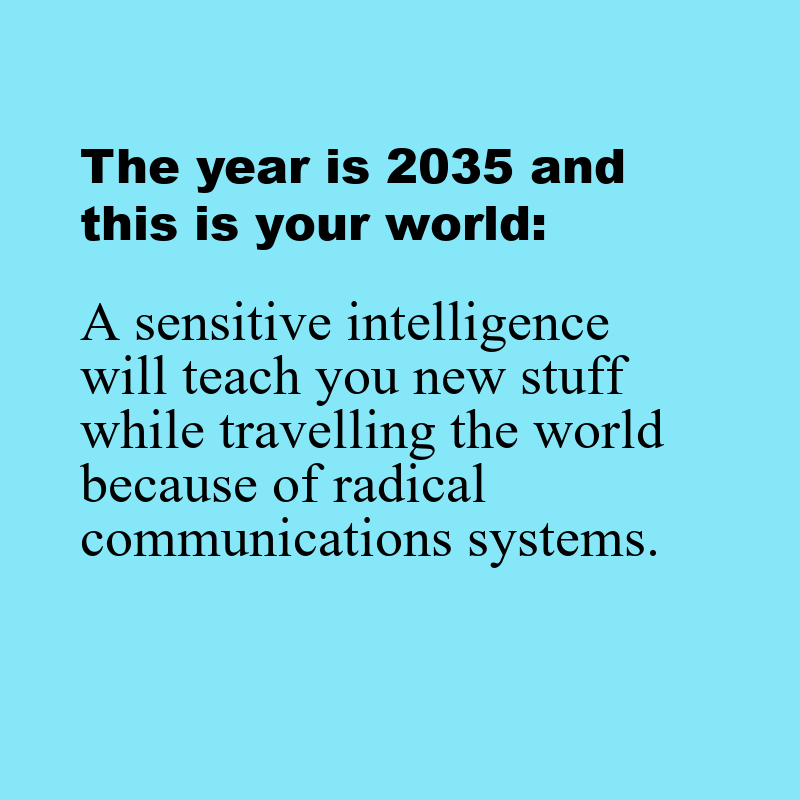 The year is 2035 and
this is your world:
A sensitive intelligence
will teach you new stuff
while travelling the world
because of radical
communications systems.